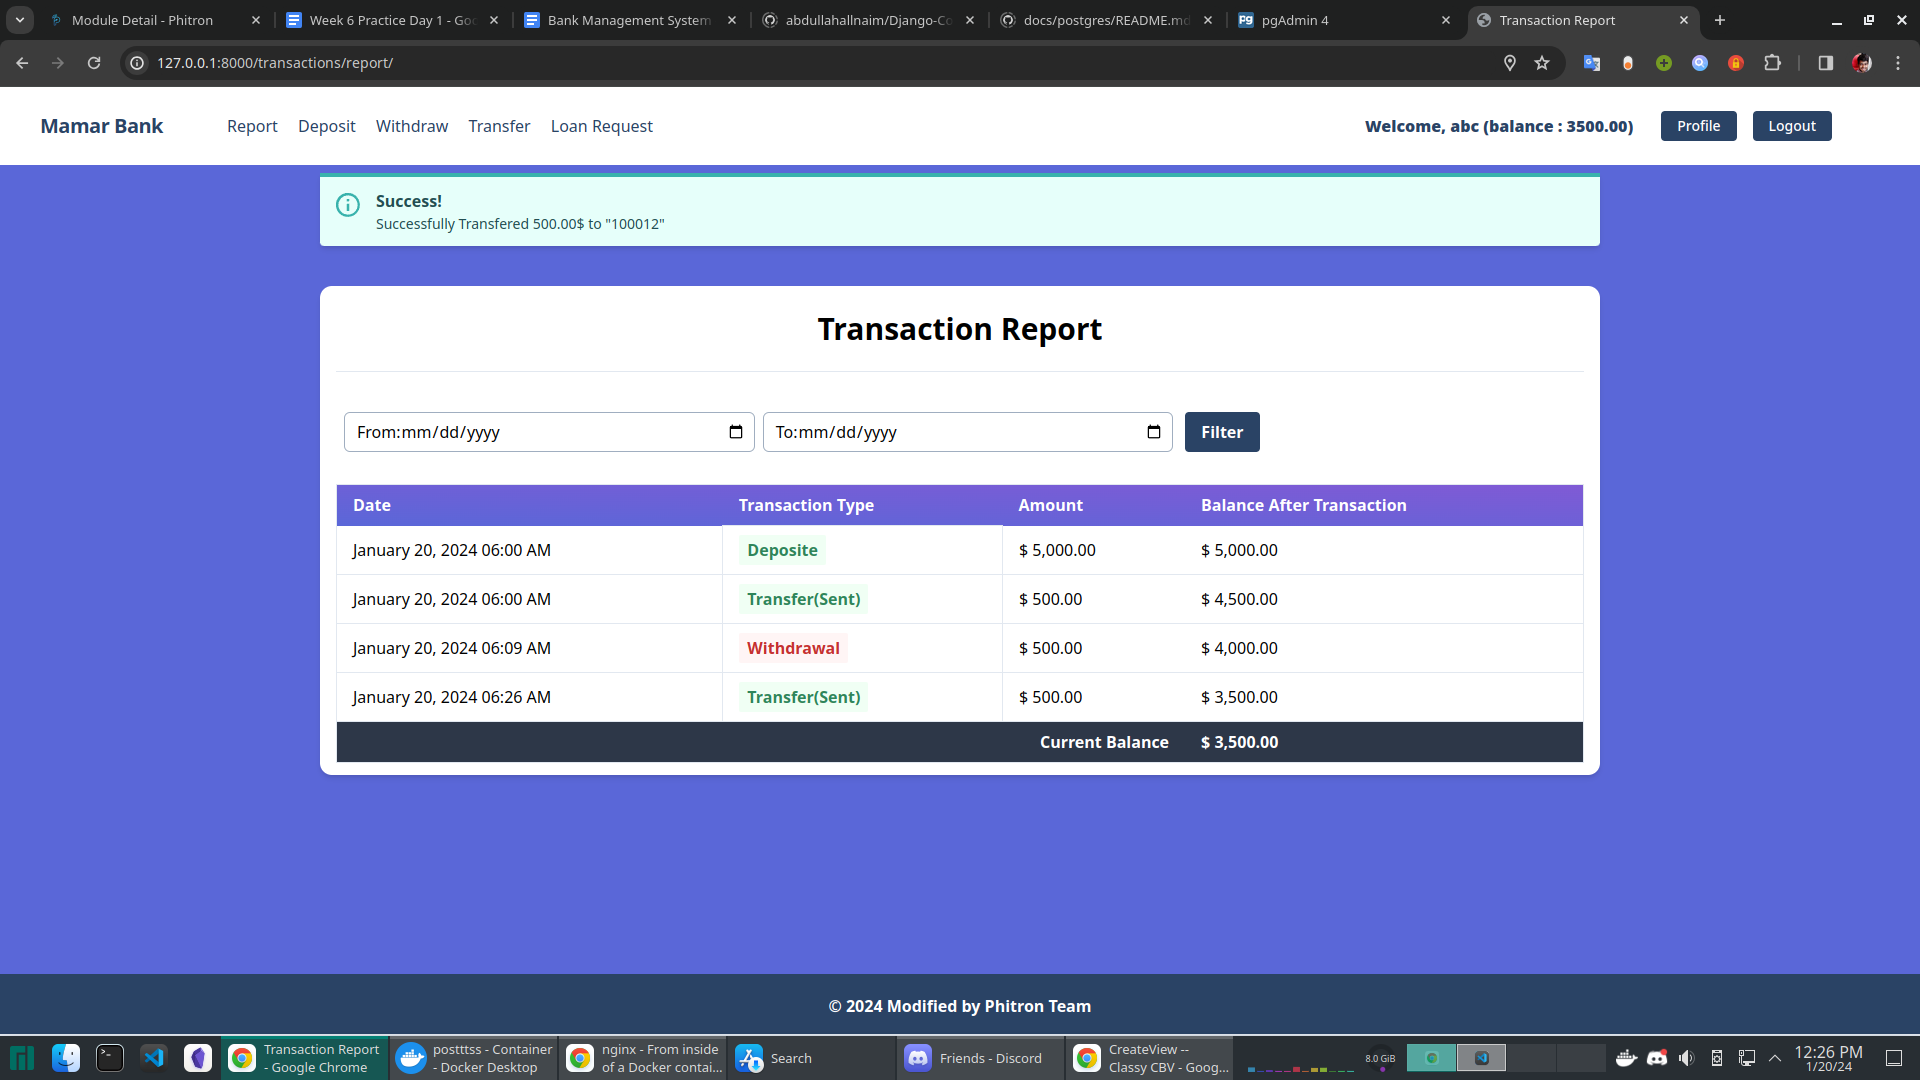 Module Detail - Phitron
Week 6 Practice Day 1 - Goo
Bank Management System
abdullahallnaim/Django-Co
docs/postgres/README.md
pgAdmin 4
Transaction Report
127.0.0.1:8000/transactions/report/
Mamar Bank
Report
Deposit
Withdraw
Transfer
Loan Request
Welcome, abc (balance : 3500.00)
Profile
Logout
Success!
Successfully Transfered 500.00$ to "100012"
Transaction Report
From:mm/dd/yyyy
To:mm/dd/yyyy
Filter
Date Transaction Type Amount Balance After Transaction
January 20, 2024 06:00 AM Deposite $ 5,000.00 $ 5,000.00
January 20, 2024 06:00 AM Transfer(Sent) $ 500.00 $ 4,500.00
January 20, 2024 06:09 AM Withdrawal $ 500.00 $ 4,000.00
January 20, 2024 06:26 AM Transfer(Sent) $ 500.00 $ 3,500.00
Current Balance $ 3,500.00
© 2024 Modified by Phitron Team
Transaction Report
- Google Chrome
postttss - Container
- Docker Desktop
nginx - From inside
of a Docker contai...
Search
Friends - Discord
CreateView --
Classy CBV - Goog...
8.0 GiB
12:26 PM
1/20/24